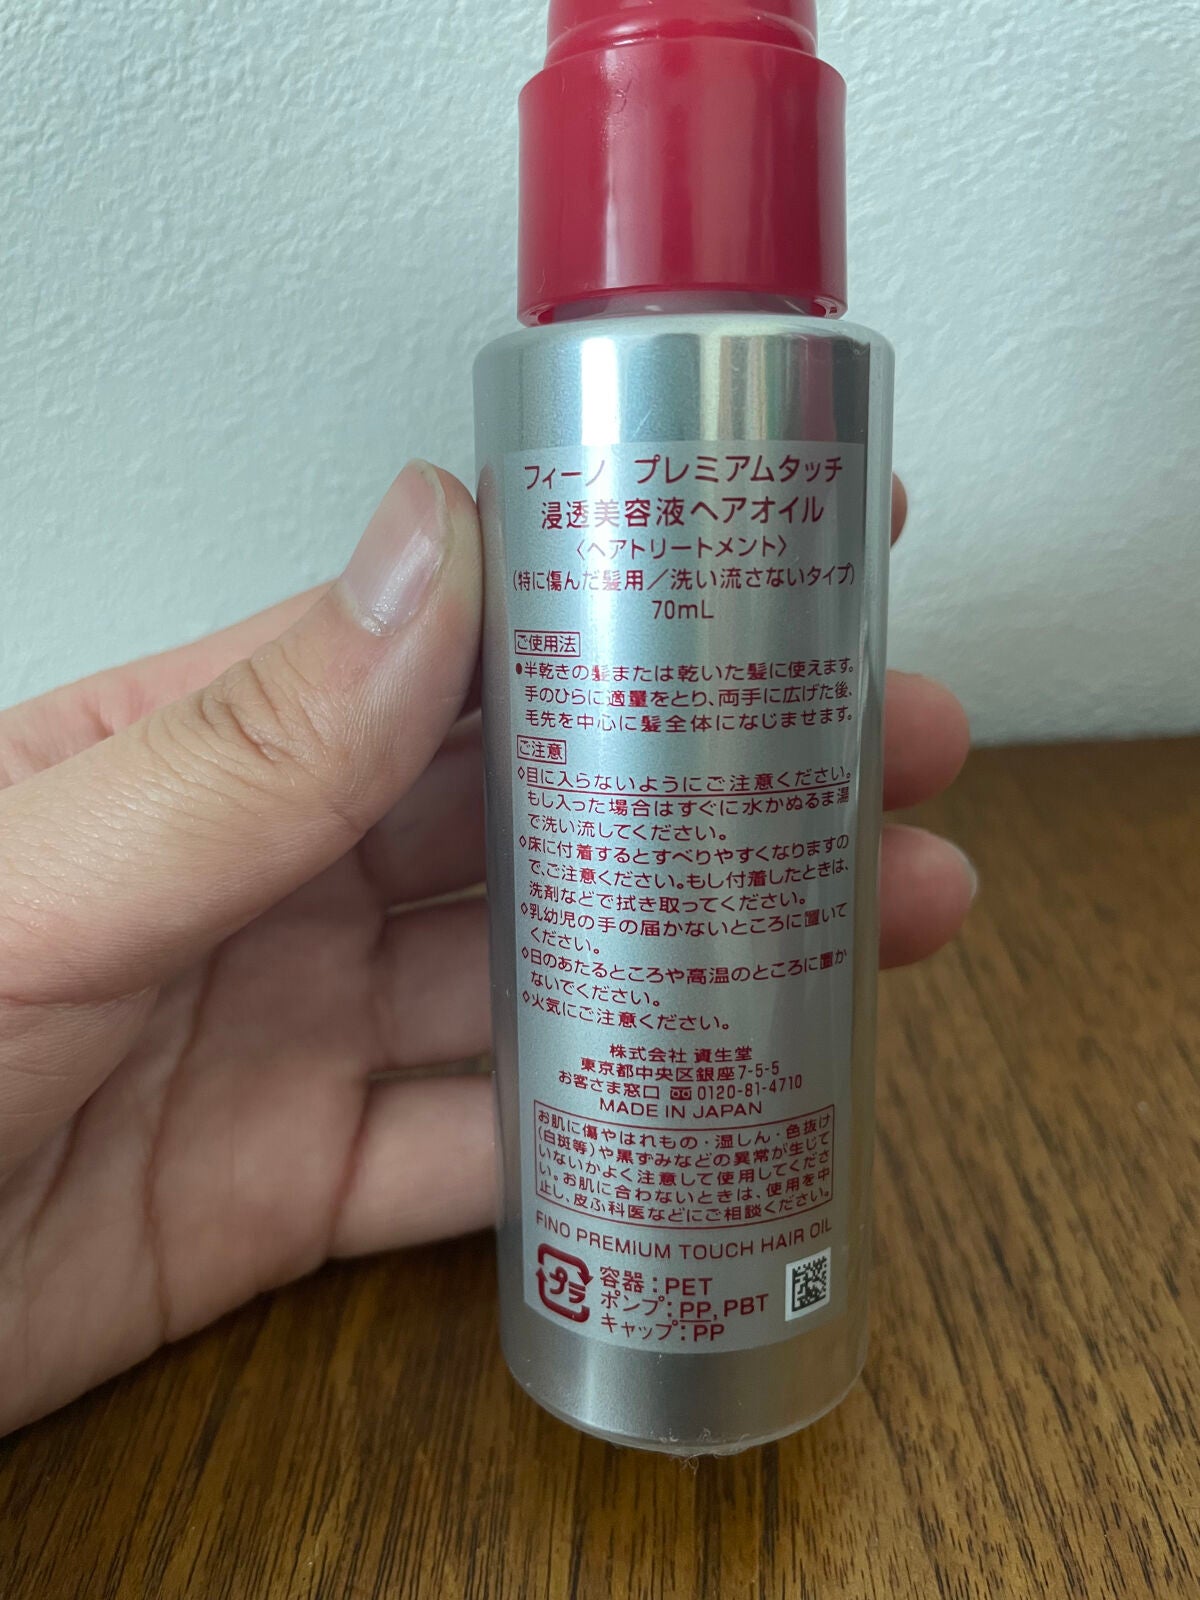 フィーノ プレミアムタッチ
浸透美容液ヘアオイル
〈ヘアトリートメント〉
(特に傷んだ髪用/洗い流さないタイプ)
70mL
ご使用法
●半乾きの髪または乾いた髪に使えます。
手のひらに適量をとり、両手に広げた後、
毛先を中心に髪全体になじませます。
ご注意
◇目に入らないようにご注意ください。
もし入った場合はすぐに水かぬるま湯
で洗い流してください。
◇床に付着するとすべりやすくなりますの
で、ご注意ください。もし付着したときは、
洗剤などで拭き取ってください。
◇乳幼児の手の届かないところに置いて
ください。
◇日のあたるところや高温のところに置か
ないでください。
◇火気にご注意ください。
株式会社 資生堂
東京都中央区銀座7-5-5
お客さま窓口 0120-81-4710
MADE IN JAPAN
お肌に傷やはれもの・湿しん・色抜け
(白斑等)や黒ずみなどの異常が生じて
いないかよく注意して使用してくださ
い。お肌に合わないときは、使用を中
止し、皮ふ科医などにご相談ください。
FINO PREMIUM TOUCH HAIR OIL
プラ
容器:PET
ポンプ:PP, PBT
キャップ:PP